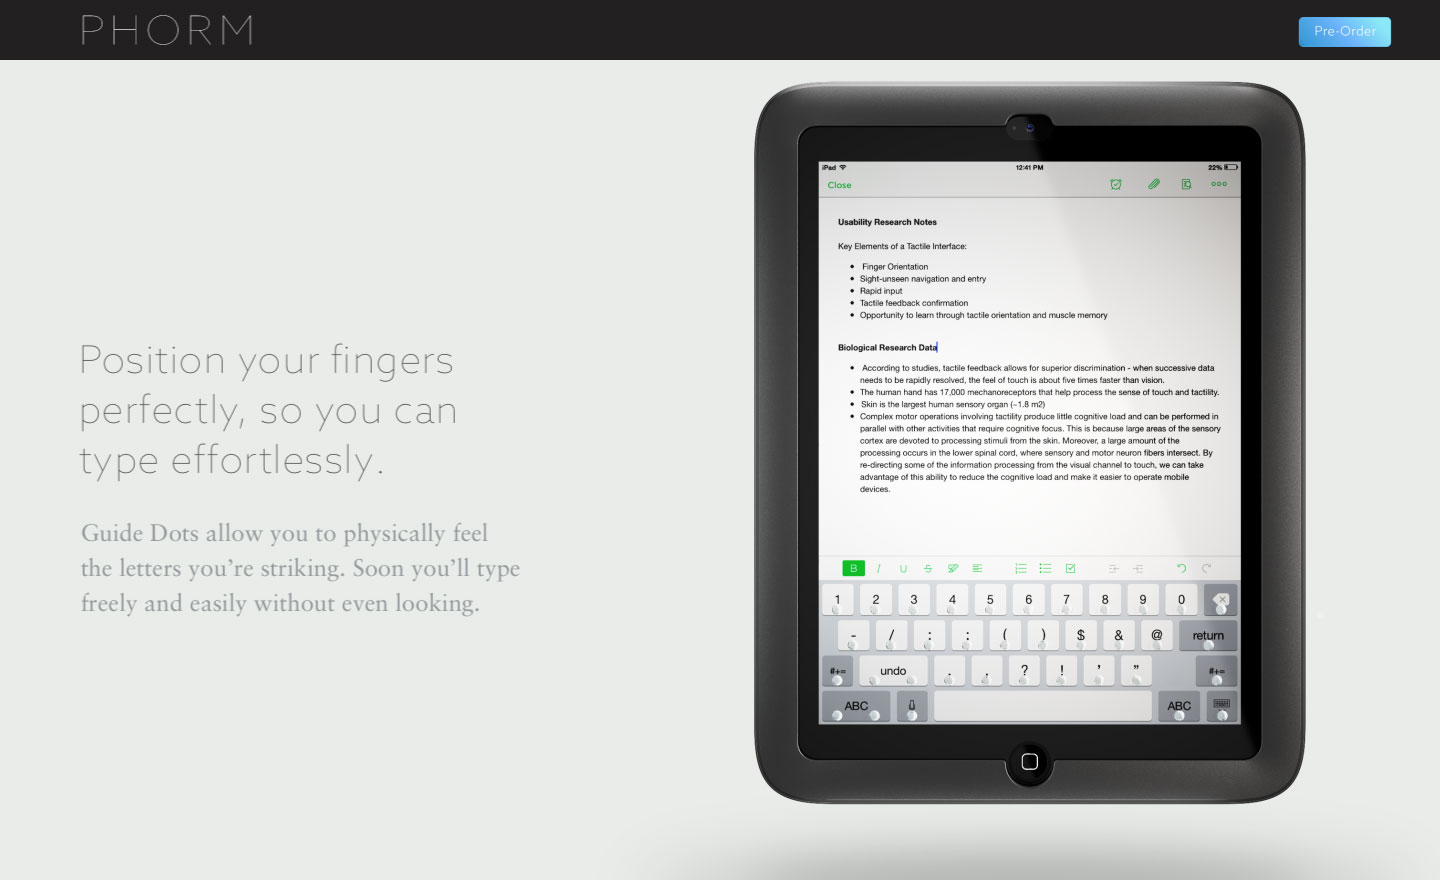 PHORM
Pre-Order
Position your fingers
perfectly, so you can
type effortlessly.
Guide Dots allow you to physically feel
the letters you’re striking. Soon you’ll type
freely and easily without even looking.
iPad
12:41 PM
22%
Close
Usability Research Notes
Key Elements of a Tactile Interface:
• Finger Orientation
• Sight-unseen navigation and entry
• Rapid input
• Tactile feedback confirmation
• Opportunity to learn through tactile orientation and muscle memory
Biological Research Data
• According to studies, tactile feedback allows for superior discrimination - when successive data
needs to be rapidly resolved, the feel of touch is about five times faster than vision.
• The human hand has 17,000 mechanoreceptors that help process the sense of touch and tactility.
• Skin is the largest human sensory organ (~1.8 m2)
• Complex motor operations involving tactility produce little cognitive load and can be performed in
parallel with other activities that require cognitive focus. This is because large areas of the sensory
cortex are devoted to processing stimuli from the skin. Moreover, a large amount of the
processing occurs in the lower spinal cord, where sensory and motor neuron fibers intersect. By
re-directing some of the information processing from the visual channel to touch, we can take
advantage of this ability to reduce the cognitive load and make it easier to operate mobile
devices.
B I U S
1 2 3 4 5 6 7 8 9 0
- / : : ( ) $ & @ return
#+= undo . , ? ! ’ ” #+=
ABC ABC